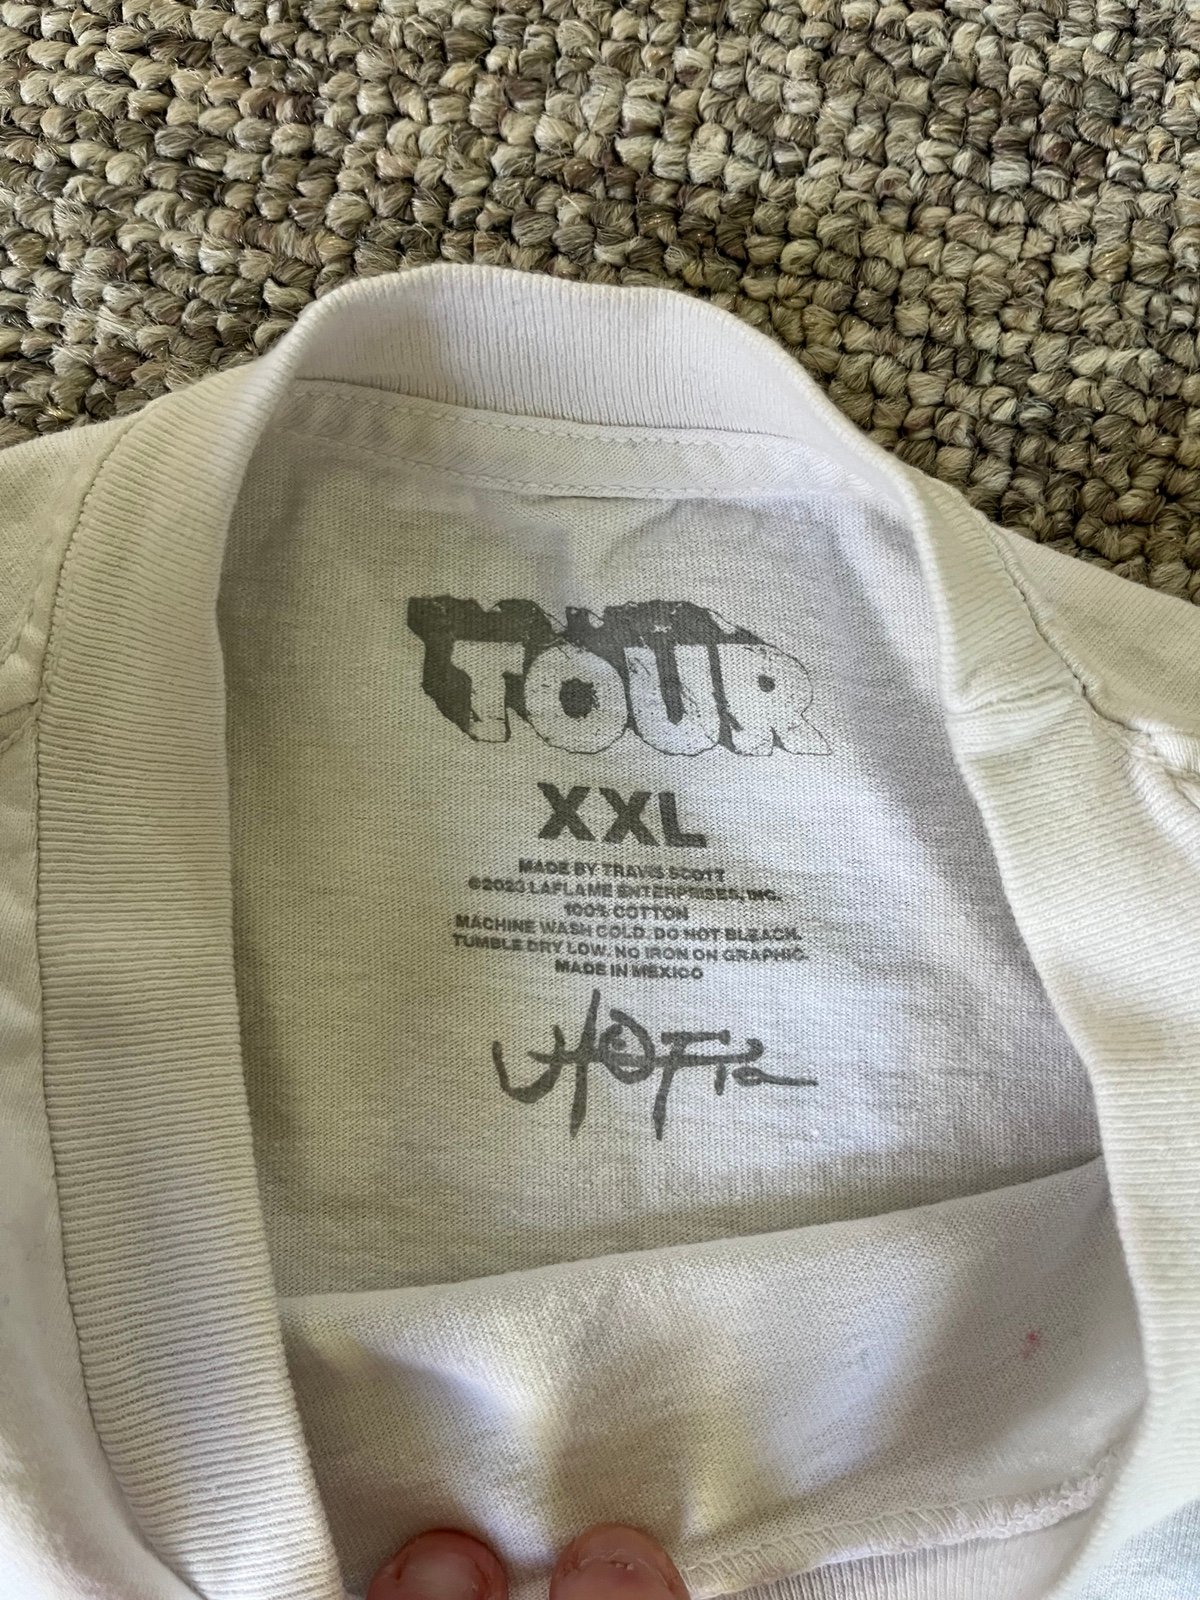 TOUR
XXL
MADE BY TRAVIS SCOTT
©2023 LAFLAME ENTERPRISES, INC.
100% COTTON
MACHINE WASH COLD. DO NOT BLEACH.
TUMBLE DRY LOW. NO IRON ON GRAPHIC.
MADE IN MEXICO